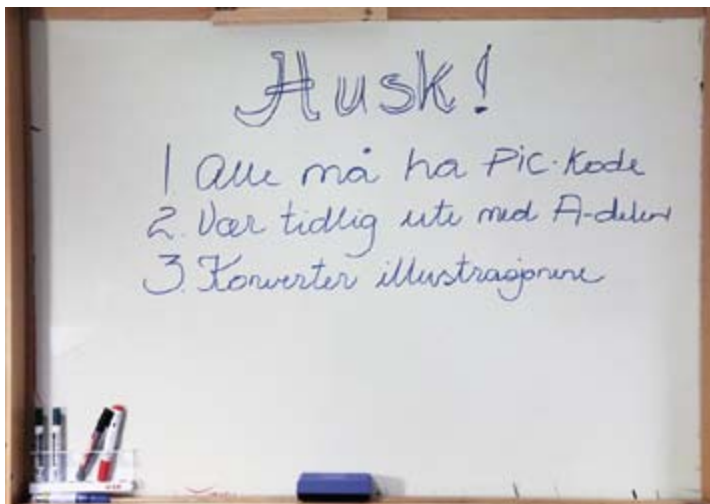 Husk!
1 Alle må ha PiC-Kode
2. Vær tidlig ute med A-delen
3. Konverter illustrasjonene